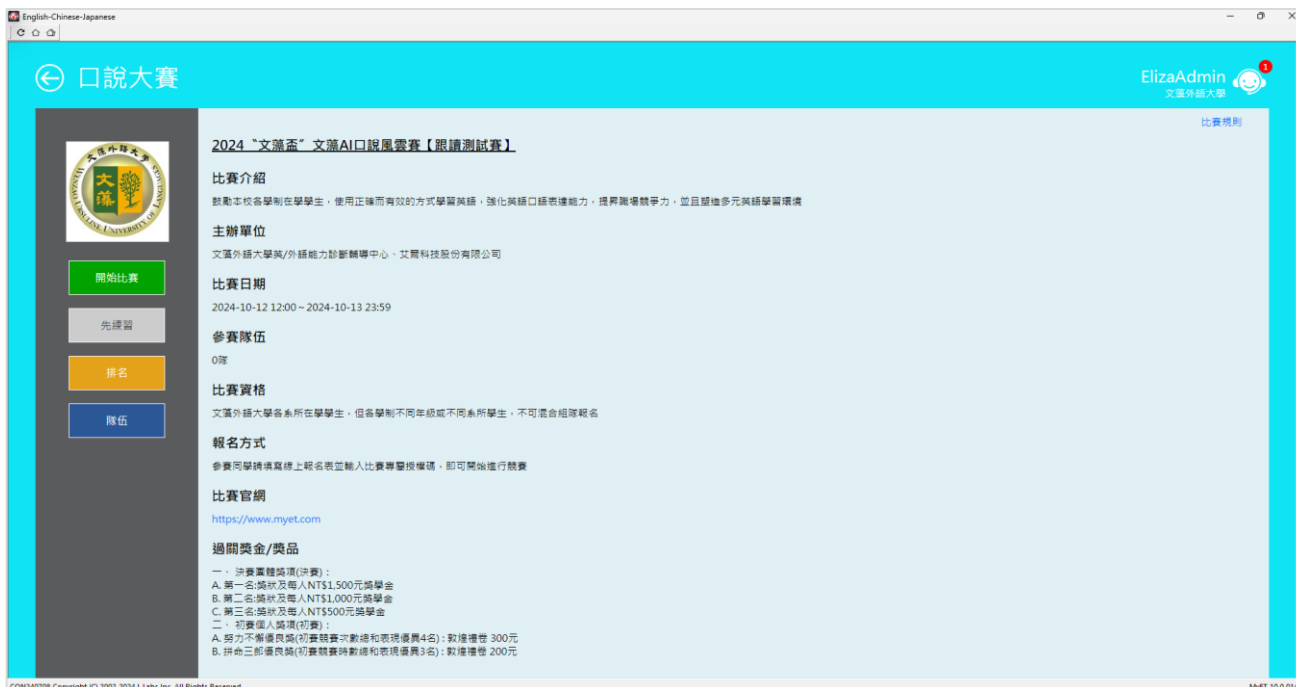 English-Chinese-Japanese
口說大賽
ElizaAdmin
1
文藻外語大學
比賽規則
文藻外語大學
文藻
WENZAO URSULINE UNIVERSITY OF LANGUAGES
2024 “文藻盃” 文藻AI口說風雲賽【跟讀測試賽】
比賽介紹
鼓勵本校各學制在學學生，使用正確而有效的方式學習英語，強化英語口語表達能力，提昇職場競爭力，並且塑造多元英語學習環境
主辦單位
文藻外語大學英/外語能力診斷輔導中心、艾爾科技股份有限公司
開始比賽
比賽日期
2024-10-12 12:00 ~ 2024-10-13 23:59
先練習
參賽隊伍
0隊
排名
比賽資格
文藻外語大學各系所在學學生，但各學制不同年級或不同系所學生，不可混合組隊報名
隊伍
報名方式
參賽同學請填寫線上報名表並輸入比賽專屬授權碼，即可開始進行競賽
比賽官網
https://www.myet.com
過關獎金/獎品
一、 決賽團體獎項(決賽)：
A. 第一名:獎狀及每人NT$1,500元獎學金
B. 第二名:獎狀及每人NT$1,000元獎學金
C. 第三名:獎狀及每人NT$500元獎學金
二、 初賽個人獎項(初賽)：
A. 努力不懈優良獎(初賽競賽次數總和表現優異4名) : 敦煌禮卷 300元
B. 拼命三郎優良獎(初賽競賽時數總和表現優異3名) : 敦煌禮卷 200元